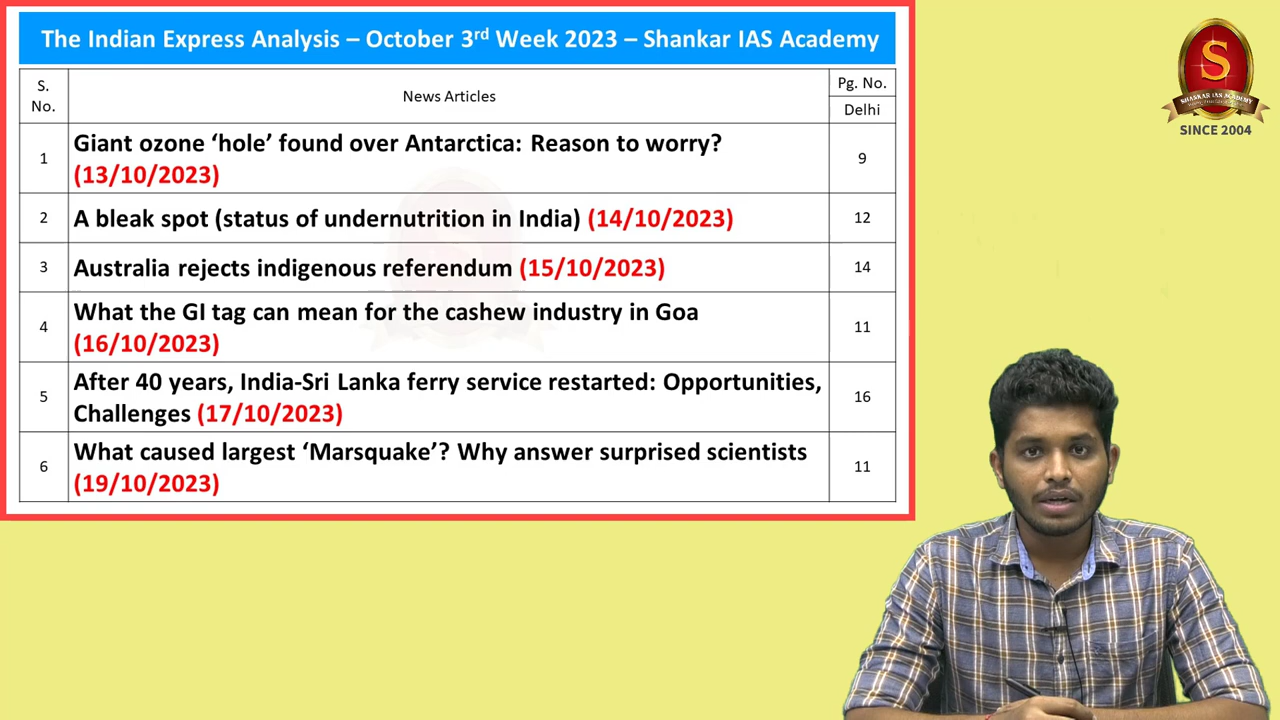 The Indian Express Analysis – October 3rd Week 2023 – Shankar IAS Academy
S. No.
News Articles
Pg. No.
Delhi
1
Giant ozone ‘hole’ found over Antarctica: Reason to worry?
(13/10/2023)
9
2
A bleak spot (status of undernutrition in India) (14/10/2023)
12
3
Australia rejects indigenous referendum (15/10/2023)
14
4
What the GI tag can mean for the cashew industry in Goa
(16/10/2023)
11
5
After 40 years, India-Sri Lanka ferry service restarted: Opportunities,
Challenges (17/10/2023)
16
6
What caused largest ‘Marsquake’? Why answer surprised scientists
(19/10/2023)
11
S
SHANKAR IAS ACADEMY
SINCE 2004